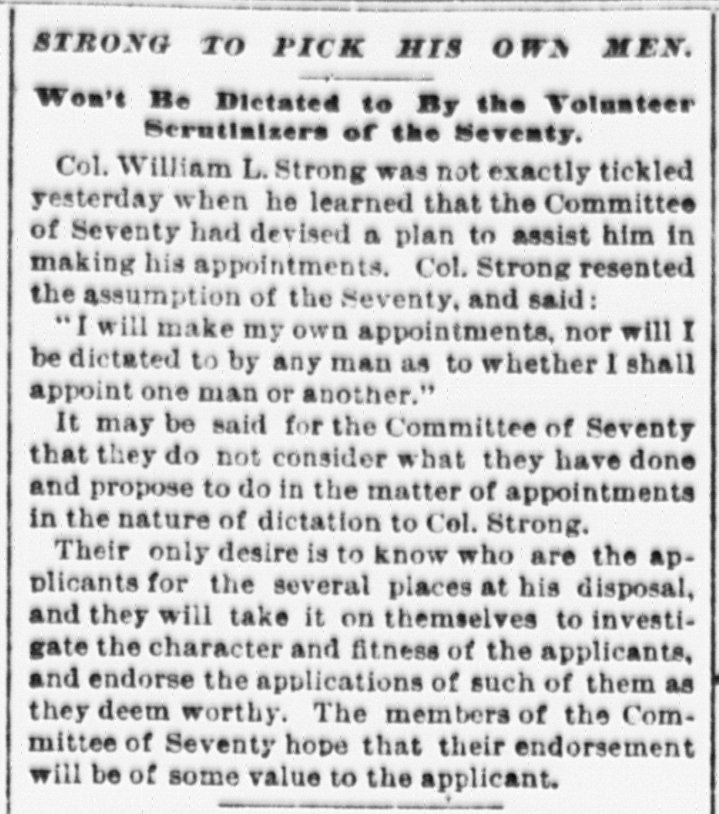 STRONG TO PICK HIS OWN MEN.
Won't Be Dictated to By the Volunteer
Scrutinizers of the Seventy.
Col. William L. Strong was not exactly tickled
yesterday when he learned that the Committee
of Seventy had devised a plan to assist him in
making his appointments. Col. Strong resented
the assumption of the Seventy, and said:
"I will make my own appointments, nor will I
be dictated to by any man as to whether I shall
appoint one man or another."
It may be said for the Committee of Seventy
that they do not consider what they have done
and propose to do in the matter of appointments
in the nature of dictation to Col. Strong.
Their only desire is to know who are the ap-
plicants for the several places at his disposal,
and they will take it on themselves to investi-
gate the character and fitness of the applicants,
and endorse the applications of such of them as
they deem worthy. The members of the Com-
mittee of Seventy hope that their endorsement
will be of some value to the applicant.